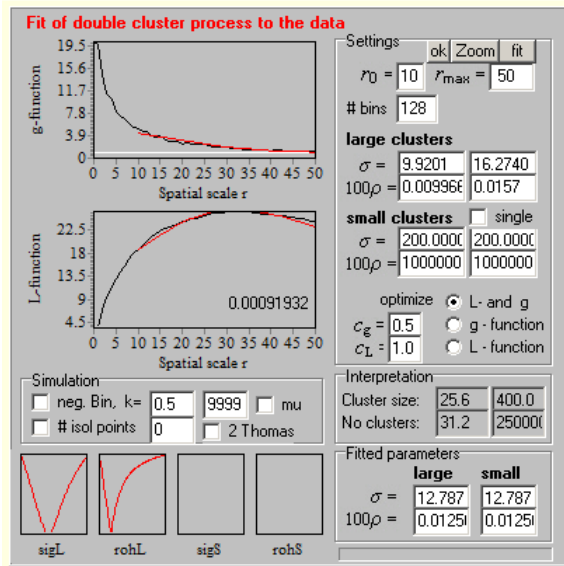 Fit of double cluster process to the data
19.5
15.6
11.7
7.8
3.9
0
g-function
0 5 10 15 20 25 30 35 40 45 50
Spatial scale r
22.5
18
13.5
9
4.5
L-function
0.00091932
0 5 10 15 20 25 30 35 40 45 50
Spatial scale r
Settings
ok Zoom fit
r0 = 10 rmax = 50
# bins 128
large clusters
σ = 9.9201 16.2740
100ρ = 0.009966 0.0157
small clusters single
σ = 200.0000 200.0000
100ρ = 1000000 1000000
optimize L- and g
cg = 0.5 g - function
cL = 1.0 L - function
Simulation
neg. Bin, k= 0.5 9999 mu
# isol points 0 2 Thomas
Interpretation
Cluster size: 25.6 400.0
No clusters: 31.2 250000
sigL rohL sigS rohS
Fitted parameters
large small
σ = 12.787 12.787
100ρ = 0.0125 0.0125